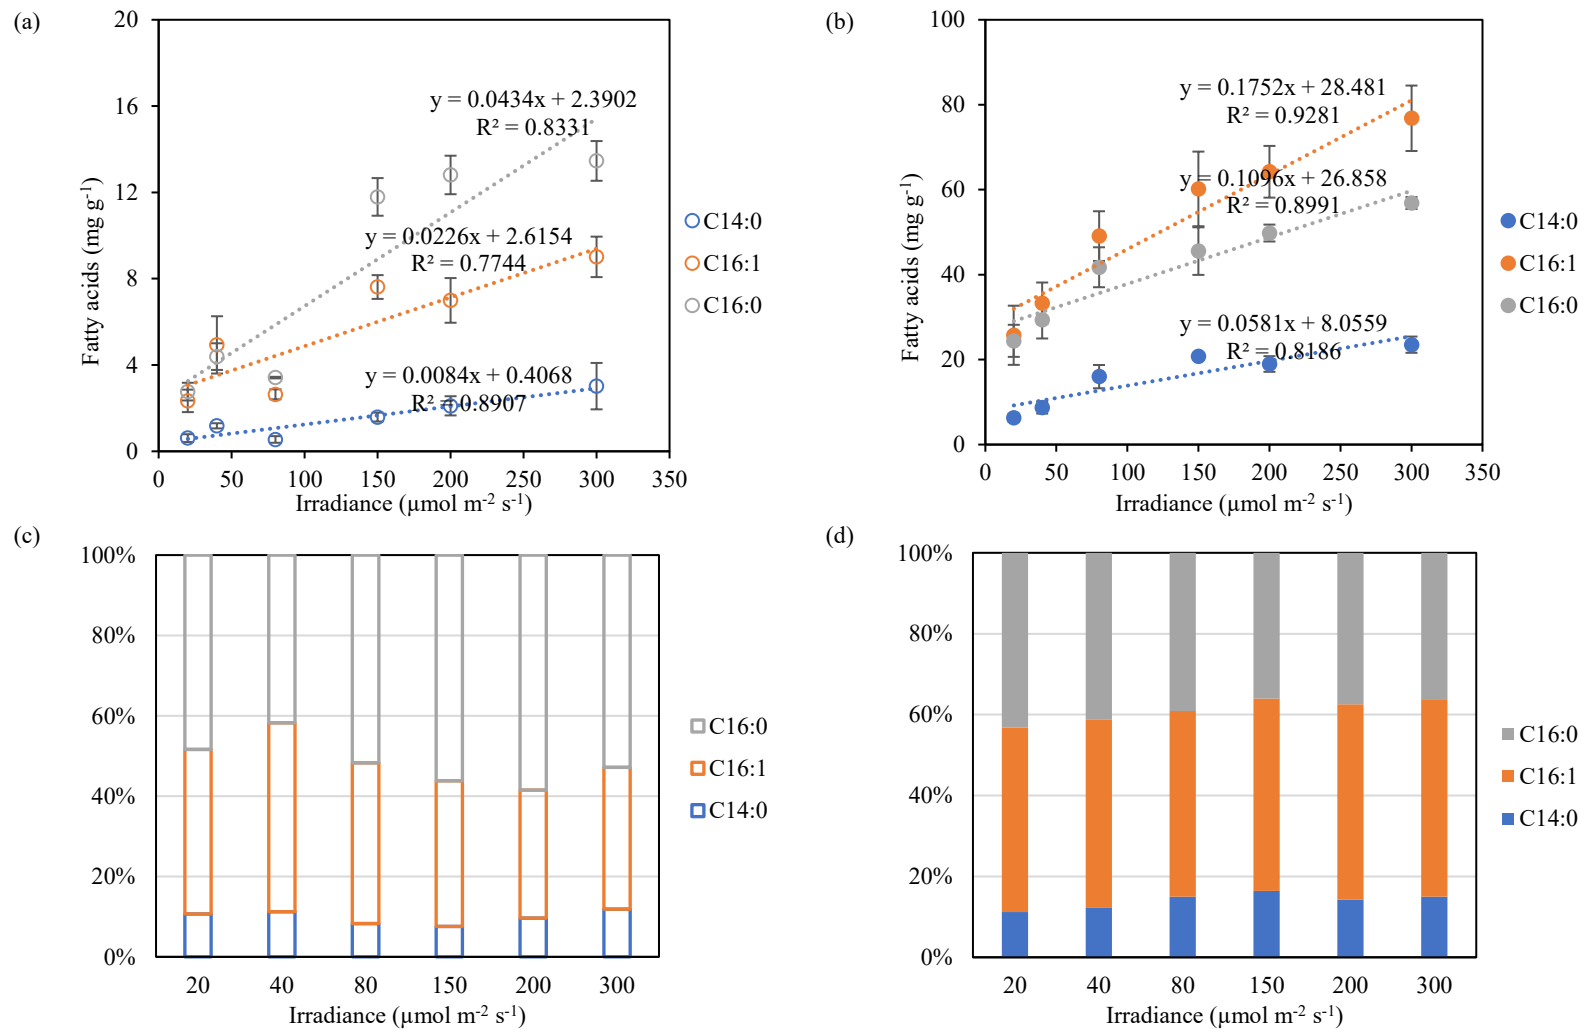 (a)
20
16
12
8
4
0
Fatty acids (mg g-1)
y = 0.0434x + 2.3902
R² = 0.8331
y = 0.0226x + 2.6154
R² = 0.7744
y = 0.0084x + 0.4068
R² = 0.8907
0 50 100 150 200 250 300 350
Irradiance (µmol m-2 s-1)
C14:0
C16:1
C16:0
(b)
100
80
60
40
20
0
Fatty acids (mg g-1)
y = 0.1752x + 28.481
R² = 0.9281
y = 0.1096x + 26.858
R² = 0.8991
y = 0.0581x + 8.0559
R² = 0.8186
0 50 100 150 200 250 300 350
Irradiance (µmol m-2 s-1)
C14:0
C16:1
C16:0
(c)
100%
80%
60%
40%
20%
0%
20 40 80 150 200 300
Irradiance (µmol m-2 s-1)
C16:0
C16:1
C14:0
(d)
100%
80%
60%
40%
20%
0%
20 40 80 150 200 300
Irradiance (µmol m-2 s-1)
C16:0
C16:1
C14:0